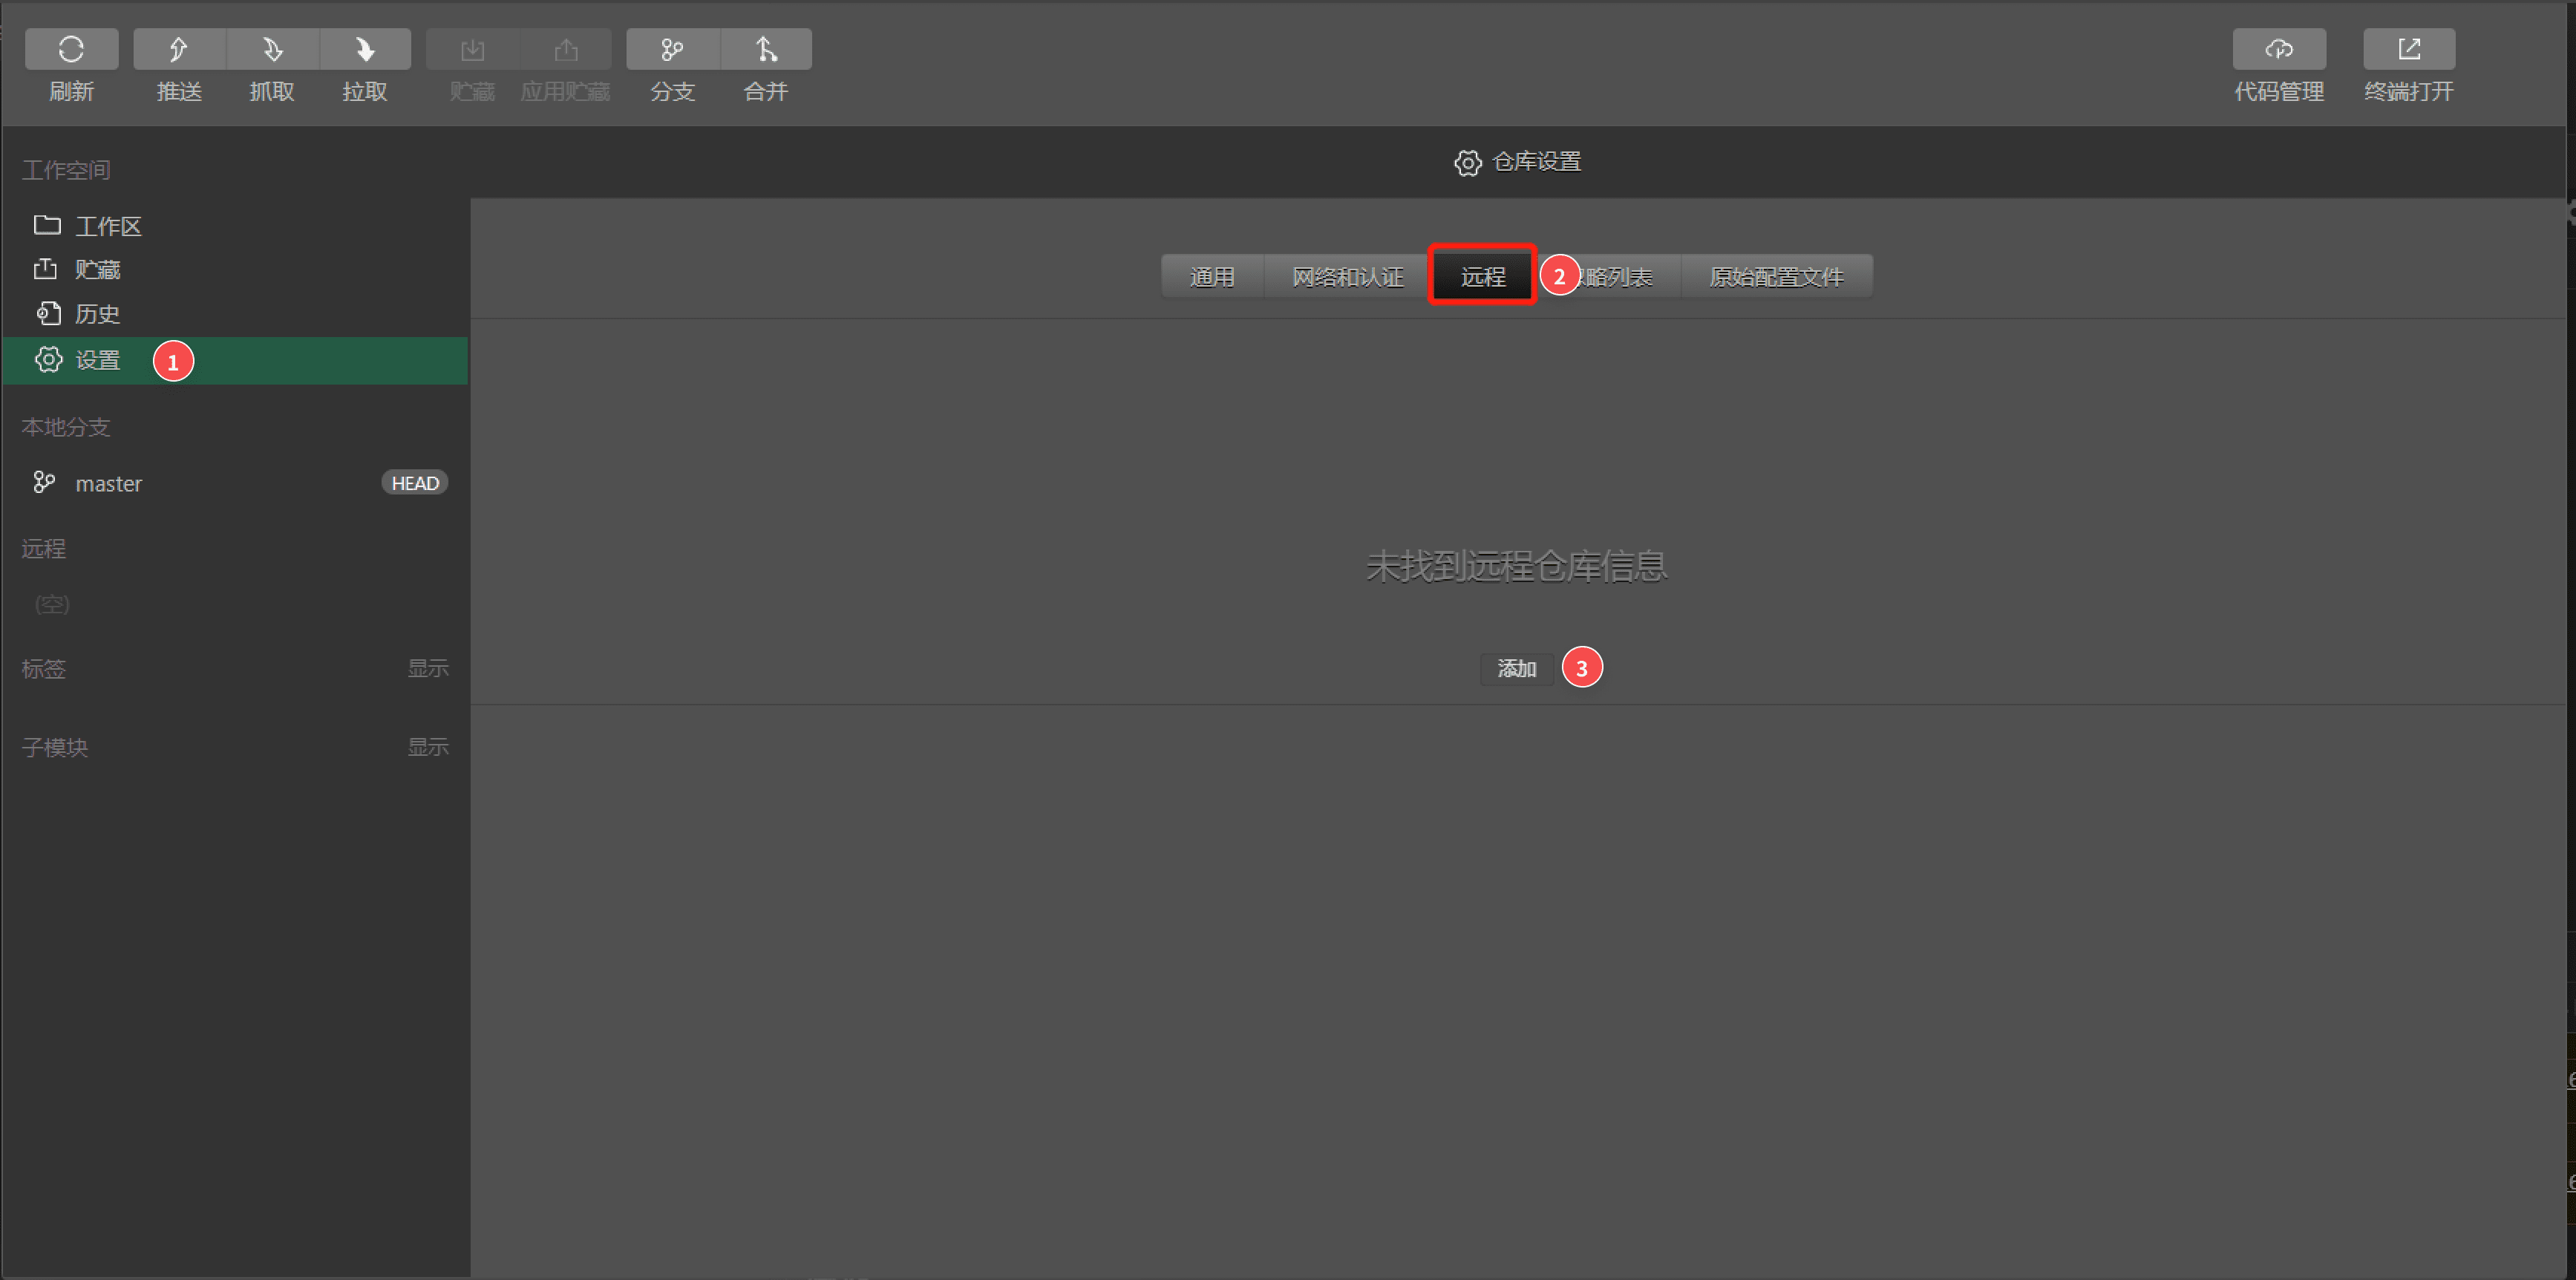 刷新
推送
抓取
拉取
贮藏
应用贮藏
分支
合并
代码管理
终端打开
工作空间
仓库设置
工作区
贮藏
历史
设置
1
通用
网络和认证
远程
2
略列表
原始配置文件
本地分支
master
HEAD
远程
(空)
未找到远程仓库信息
标签
显示
添加
3
子模块
显示